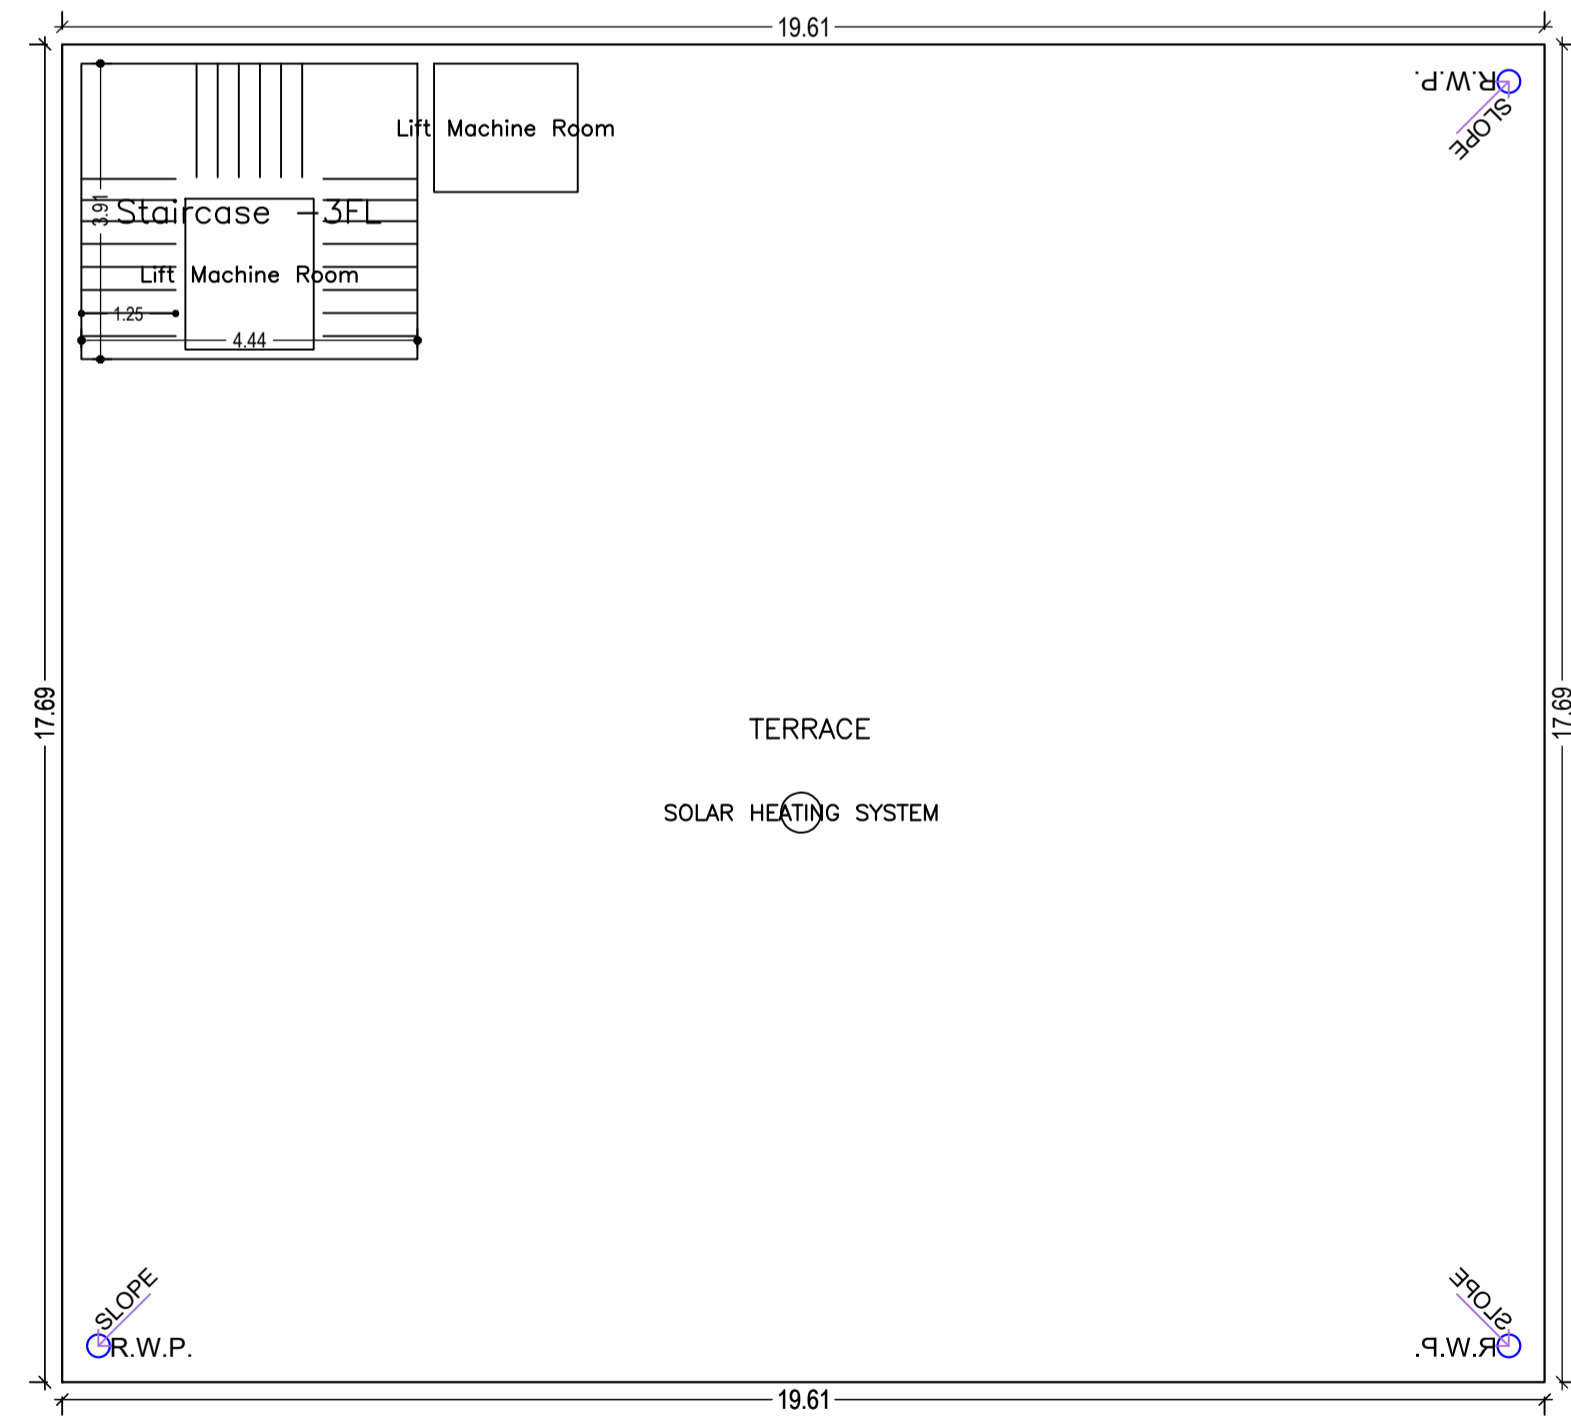 19.61
R.W.P.
SLOPE
Lift Machine Room
3.91
Staircase -3FL
Lift Machine Room
1.25
4.44
17.69
17.69
TERRACE
SOLAR HEATING SYSTEM
SLOPE
R.W.P.
SLOPE
R.W.P.
19.61